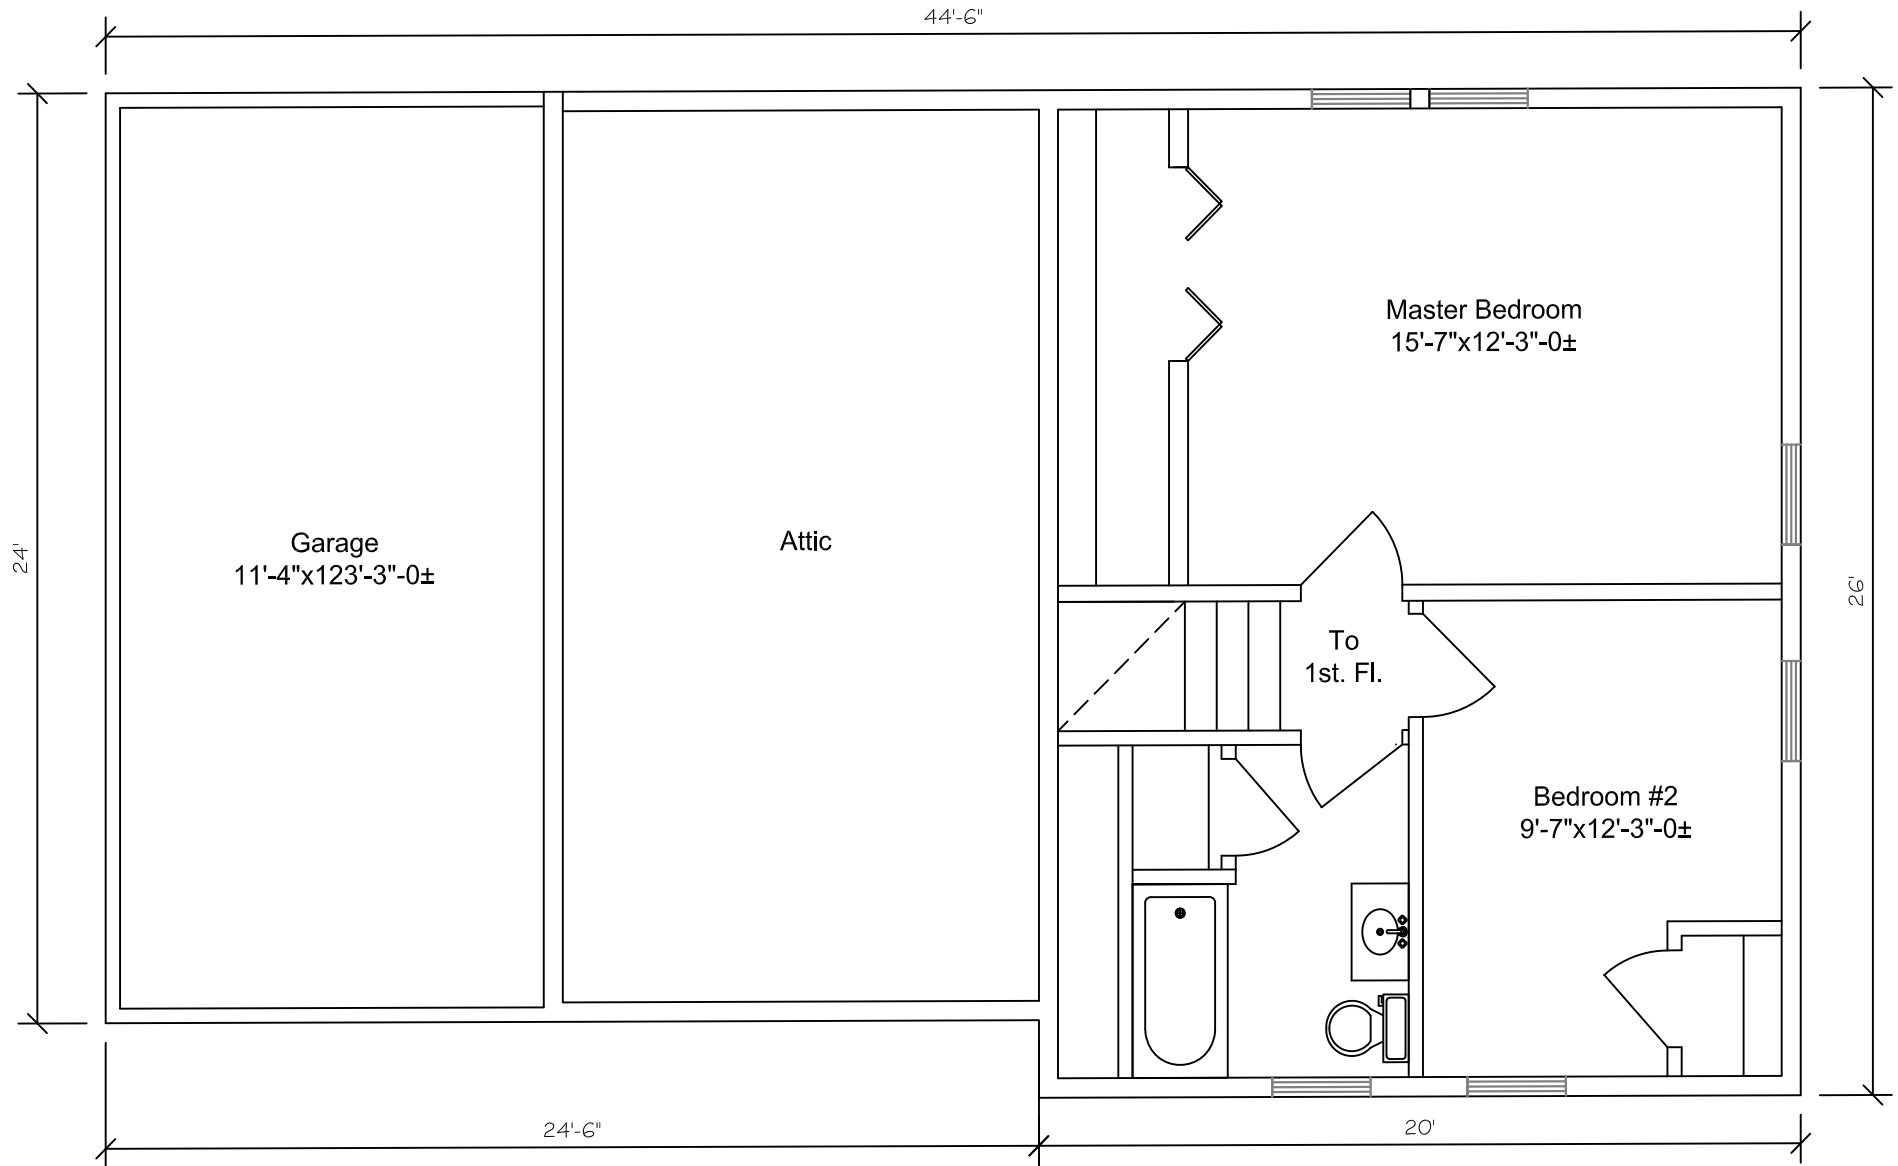 44'-6"
24'
26'
Master Bedroom
15'-7"x12'-3"-0±
Garage
11'-4"x123'-3"-0±
Attic
To
1st. Fl.
Bedroom #2
9'-7"x12'-3"-0±
24'-6"
20'